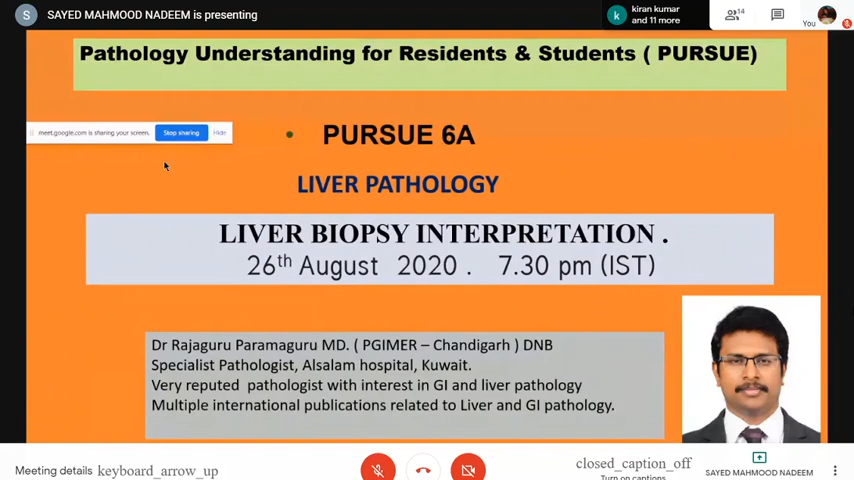 S SAYED MAHMOOD NADEEM is presenting
k kiran kumar and 11 more
14
You
Pathology Understanding for Residents & Students ( PURSUE)
meet.google.com is sharing your screen. Stop sharing Hide
• PURSUE 6A
LIVER PATHOLOGY
LIVER BIOPSY INTERPRETATION .
26th August 2020 . 7.30 pm (IST)
Dr Rajaguru Paramaguru MD. ( PGIMER – Chandigarh ) DNB
Specialist Pathologist, Alsalam hospital, Kuwait.
Very reputed pathologist with interest in GI and liver pathology
Multiple international publications related to Liver and GI pathology.
Meeting details keyboard_arrow_up
closed_caption_off
Turn on captions
SAYED MAHMOOD NADEEM